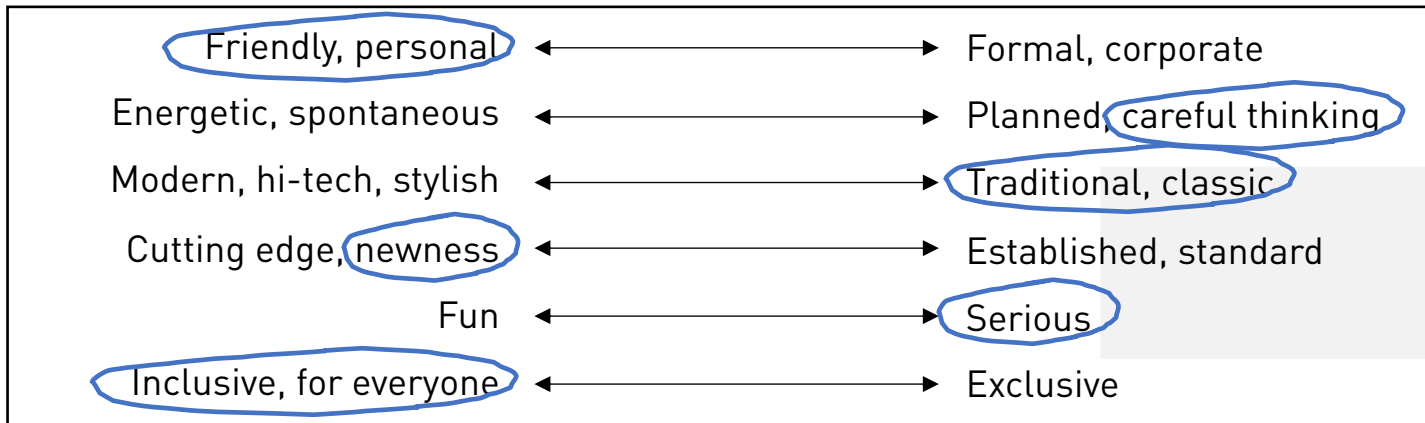 Friendly, personal Formal, corporate
Energetic, spontaneous Planned, careful thinking
Modern, hi-tech, stylish Traditional, classic
Cutting edge, newness Established, standard
Fun Serious
Inclusive, for everyone Exclusive